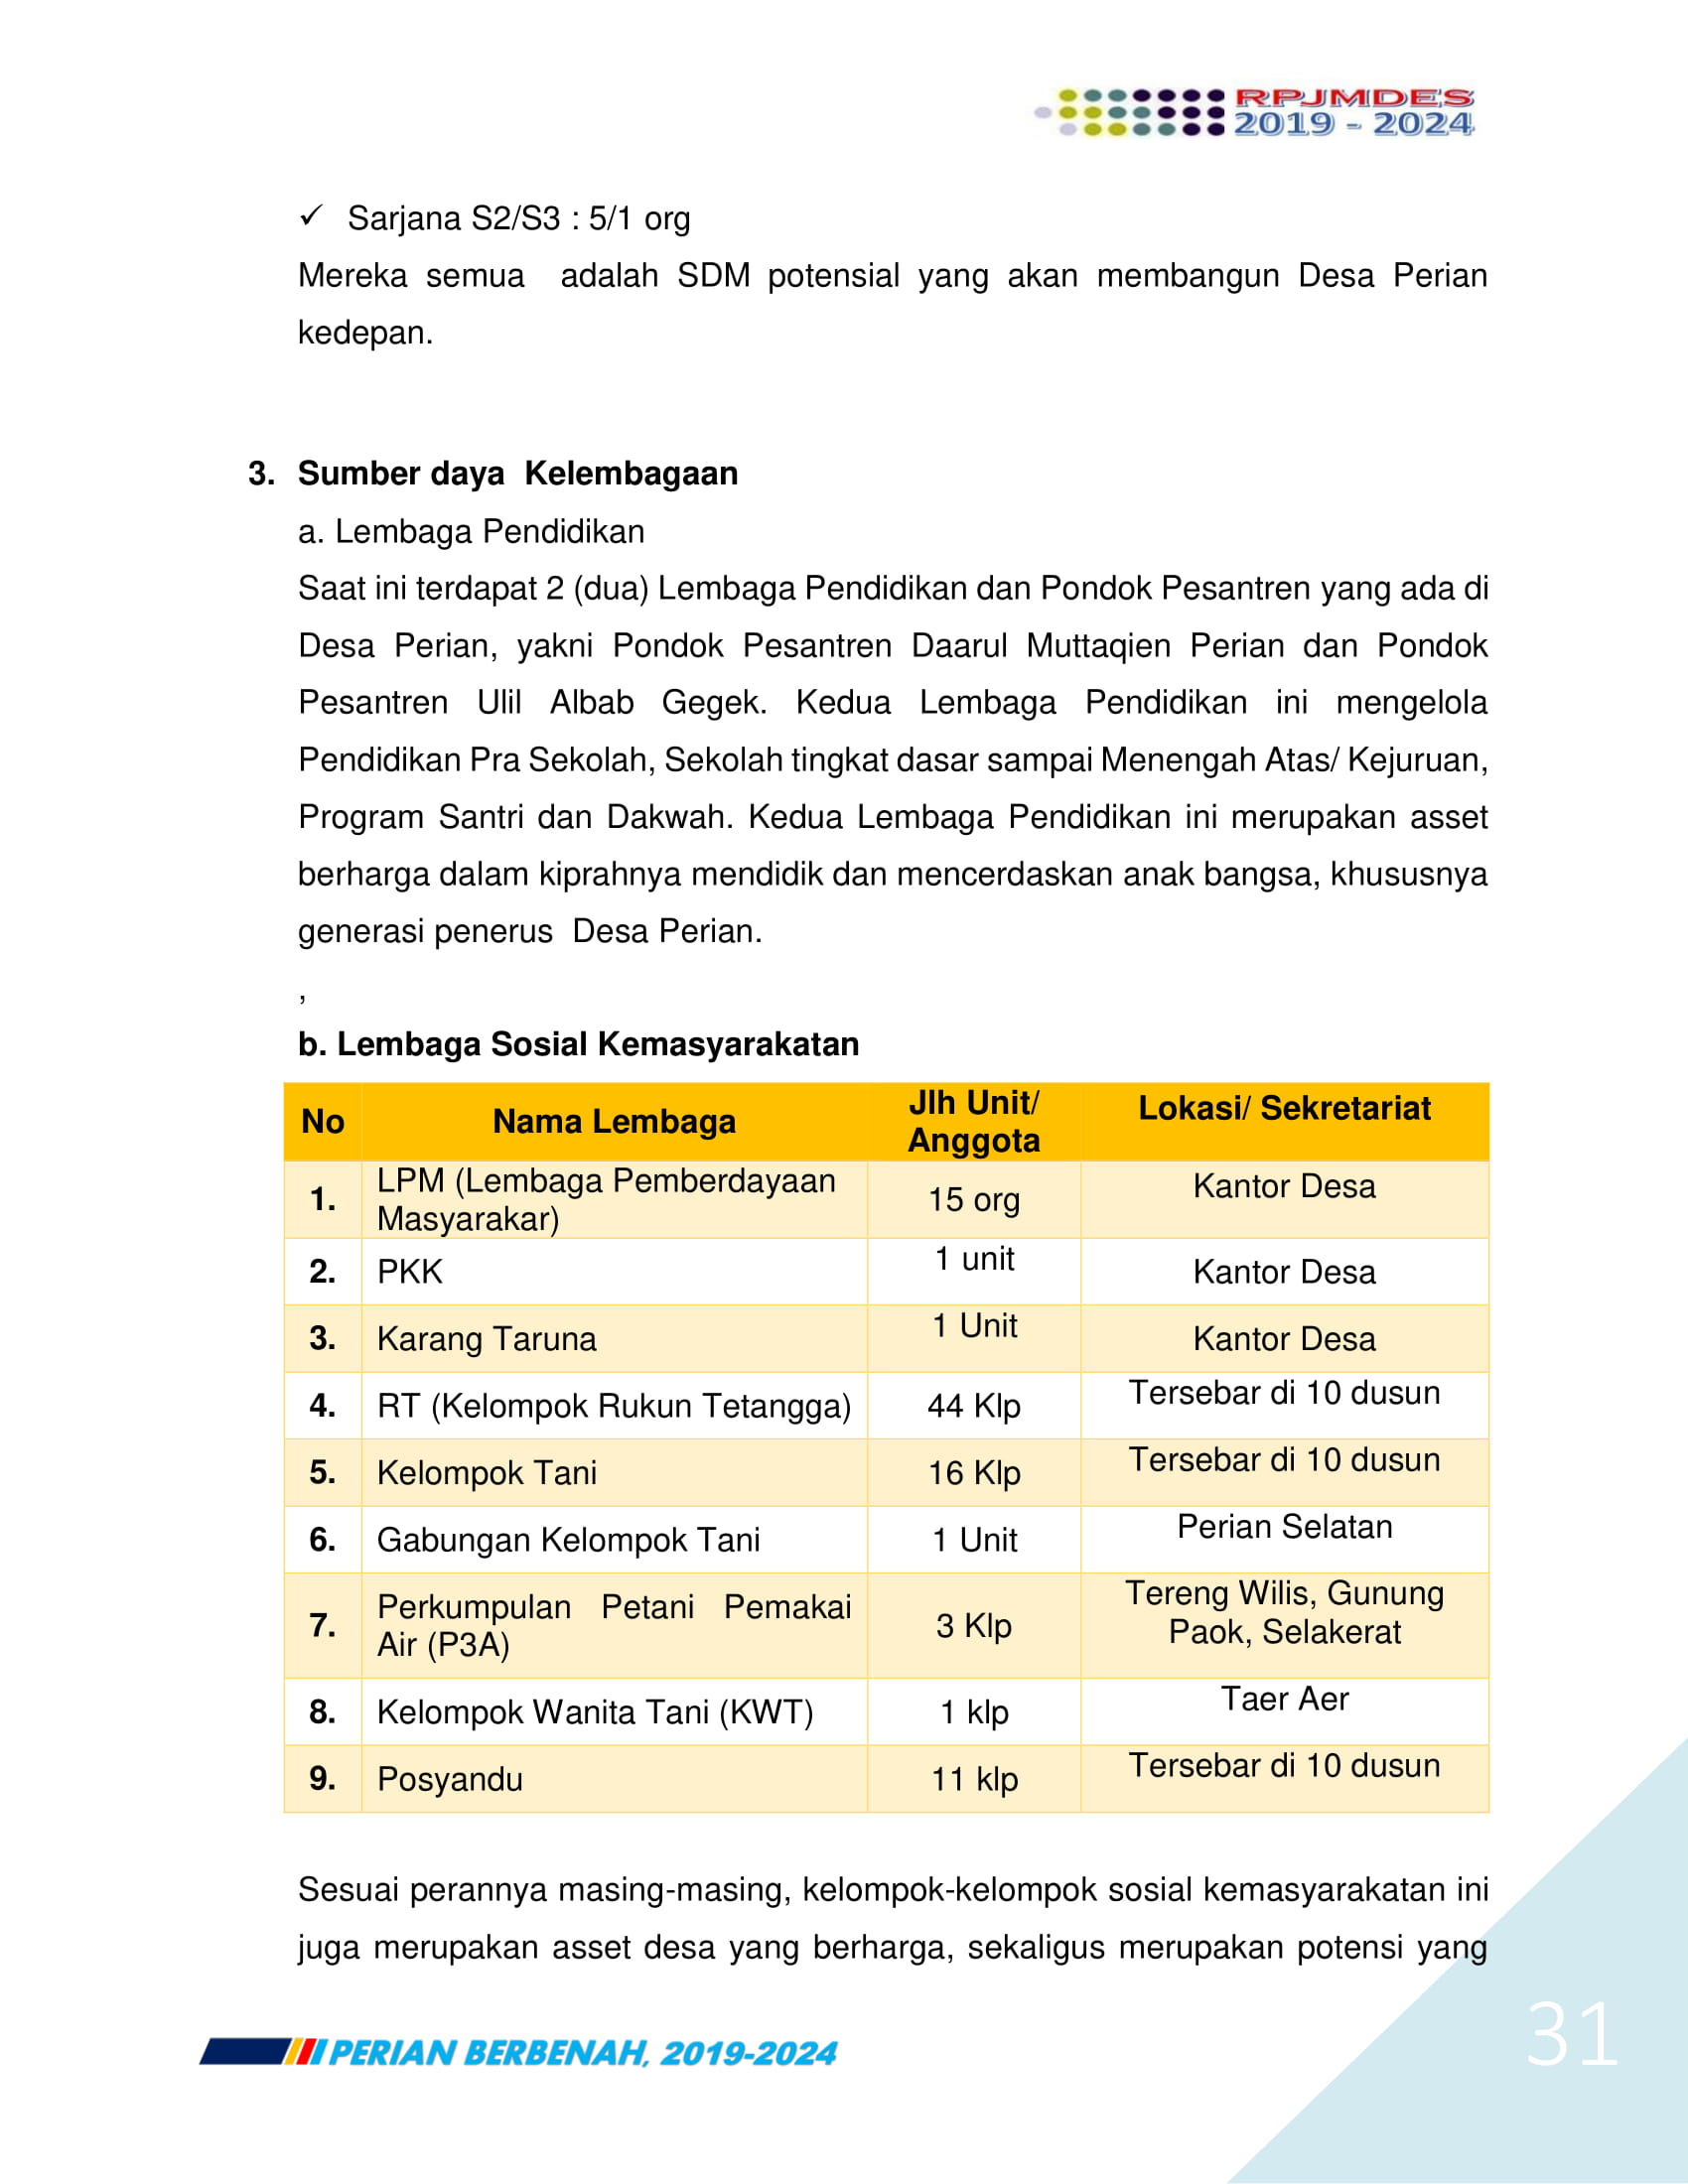 RPJMDES
2019 - 2024
✓ Sarjana S2/S3 : 5/1 org
Mereka semua adalah SDM potensial yang akan membangun Desa Perian
kedepan.
3. Sumber daya Kelembagaan
a. Lembaga Pendidikan
Saat ini terdapat 2 (dua) Lembaga Pendidikan dan Pondok Pesantren yang ada di
Desa Perian, yakni Pondok Pesantren Daarul Muttaqien Perian dan Pondok
Pesantren Ulil Albab Gegek. Kedua Lembaga Pendidikan ini mengelola
Pendidikan Pra Sekolah, Sekolah tingkat dasar sampai Menengah Atas/ Kejuruan,
Program Santri dan Dakwah. Kedua Lembaga Pendidikan ini merupakan asset
berharga dalam kiprahnya mendidik dan mencerdaskan anak bangsa, khususnya
generasi penerus Desa Perian.
,
b. Lembaga Sosial Kemasyarakatan
No Nama Lembaga Jlh Unit/ Anggota Lokasi/ Sekretariat
1. LPM (Lembaga Pemberdayaan Masyarakar) 15 org Kantor Desa
2. PKK 1 unit Kantor Desa
3. Karang Taruna 1 Unit Kantor Desa
4. RT (Kelompok Rukun Tetangga) 44 Klp Tersebar di 10 dusun
5. Kelompok Tani 16 Klp Tersebar di 10 dusun
6. Gabungan Kelompok Tani 1 Unit Perian Selatan
7. Perkumpulan Petani Pemakai Air (P3A) 3 Klp Tereng Wilis, Gunung Paok, Selakerat
8. Kelompok Wanita Tani (KWT) 1 klp Taer Aer
9. Posyandu 11 klp Tersebar di 10 dusun
Sesuai perannya masing-masing, kelompok-kelompok sosial kemasyarakatan ini
juga merupakan asset desa yang berharga, sekaligus merupakan potensi yang
31
PERIAN BERBENAH, 2019-2024